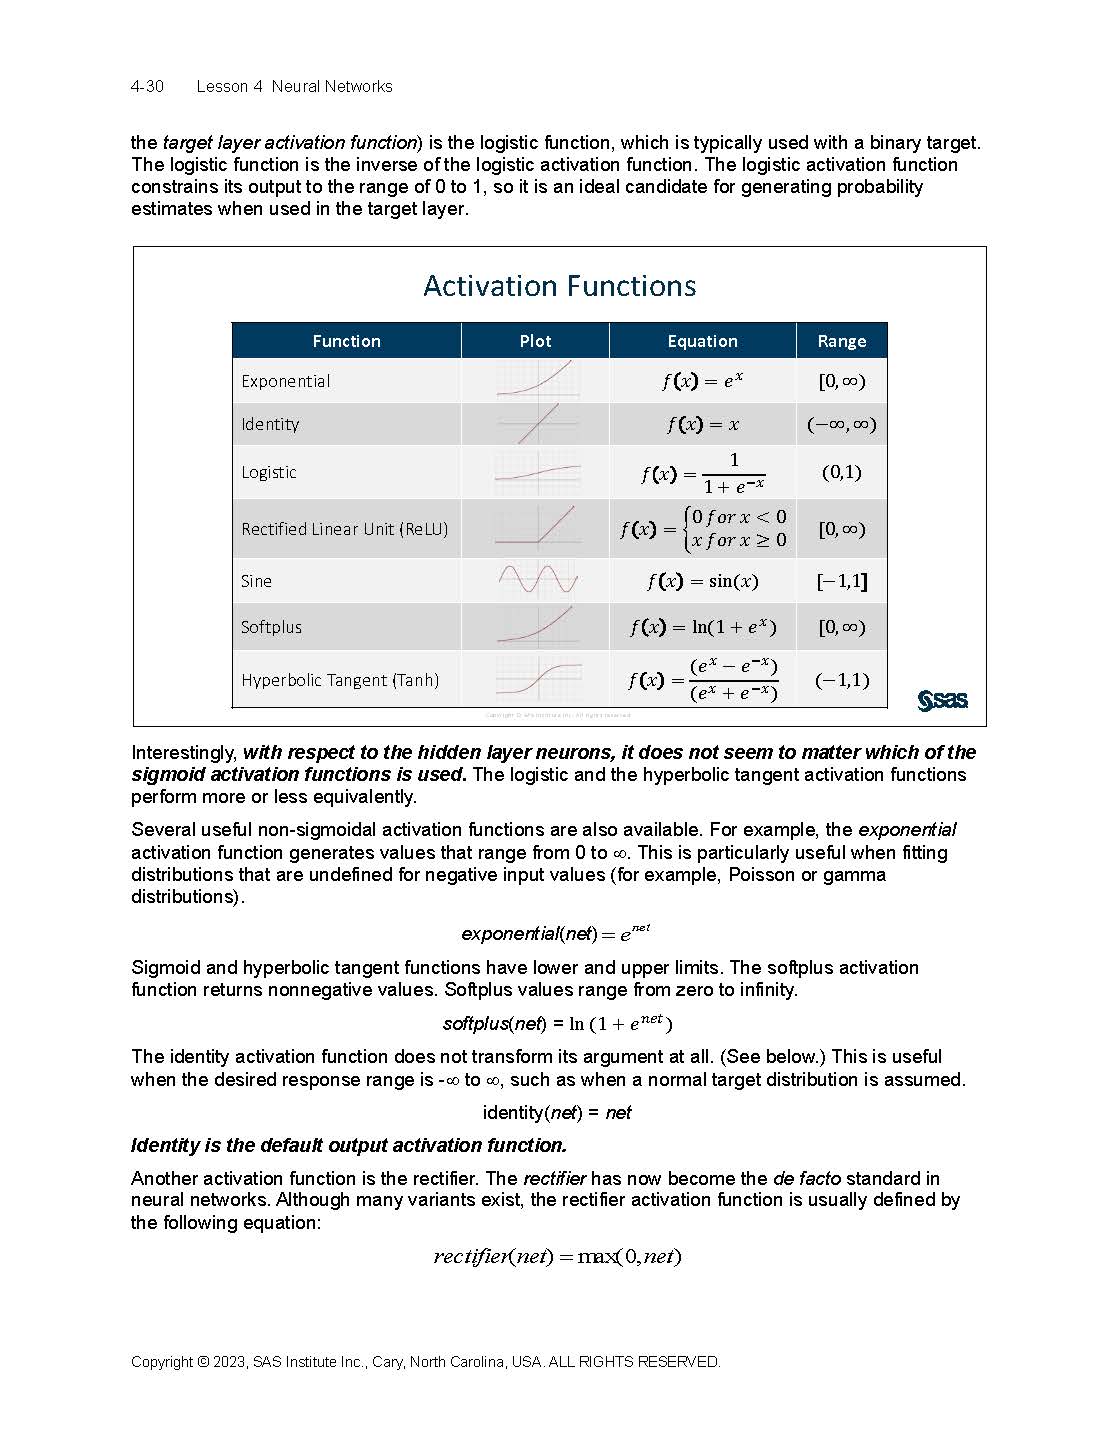 4-30 Lesson 4 Neural Networks
the target layer activation function) is the logistic function, which is typically used with a binary target.
The logistic function is the inverse of the logistic activation function. The logistic activation function
constrains its output to the range of 0 to 1, so it is an ideal candidate for generating probability
estimates when used in the target layer.
Activation Functions
Function Plot Equation Range
Exponential f(x) = e^x [0, ∞)
Identity f(x) = x (−∞, ∞)
Logistic f(x) = 1 / (1 + e^−x) (0,1)
Rectified Linear Unit (ReLU) f(x) = {0 for x < 0 x for x ≥ 0 [0, ∞)
Sine f(x) = sin(x) [−1,1]
Softplus f(x) = ln(1 + e^x) [0, ∞)
Hyperbolic Tangent (Tanh) f(x) = (e^x − e^−x) / (e^x + e^−x) (−1,1)
sas
Copyright © SAS Institute Inc. All rights reserved.
Interestingly, with respect to the hidden layer neurons, it does not seem to matter which of the
sigmoid activation functions is used. The logistic and the hyperbolic tangent activation functions
perform more or less equivalently.
Several useful non-sigmoidal activation functions are also available. For example, the exponential
activation function generates values that range from 0 to ∞. This is particularly useful when fitting
distributions that are undefined for negative input values (for example, Poisson or gamma
distributions).
exponential(net) = e^net
Sigmoid and hyperbolic tangent functions have lower and upper limits. The softplus activation
function returns nonnegative values. Softplus values range from zero to infinity.
softplus(net) = ln (1 + e^net)
The identity activation function does not transform its argument at all. (See below.) This is useful
when the desired response range is -∞ to ∞, such as when a normal target distribution is assumed.
identity(net) = net
Identity is the default output activation function.
Another activation function is the rectifier. The rectifier has now become the de facto standard in
neural networks. Although many variants exist, the rectifier activation function is usually defined by
the following equation:
rectifier(net) = max(0, net)
Copyright © 2023, SAS Institute Inc., Cary, North Carolina, USA. ALL RIGHTS RESERVED.